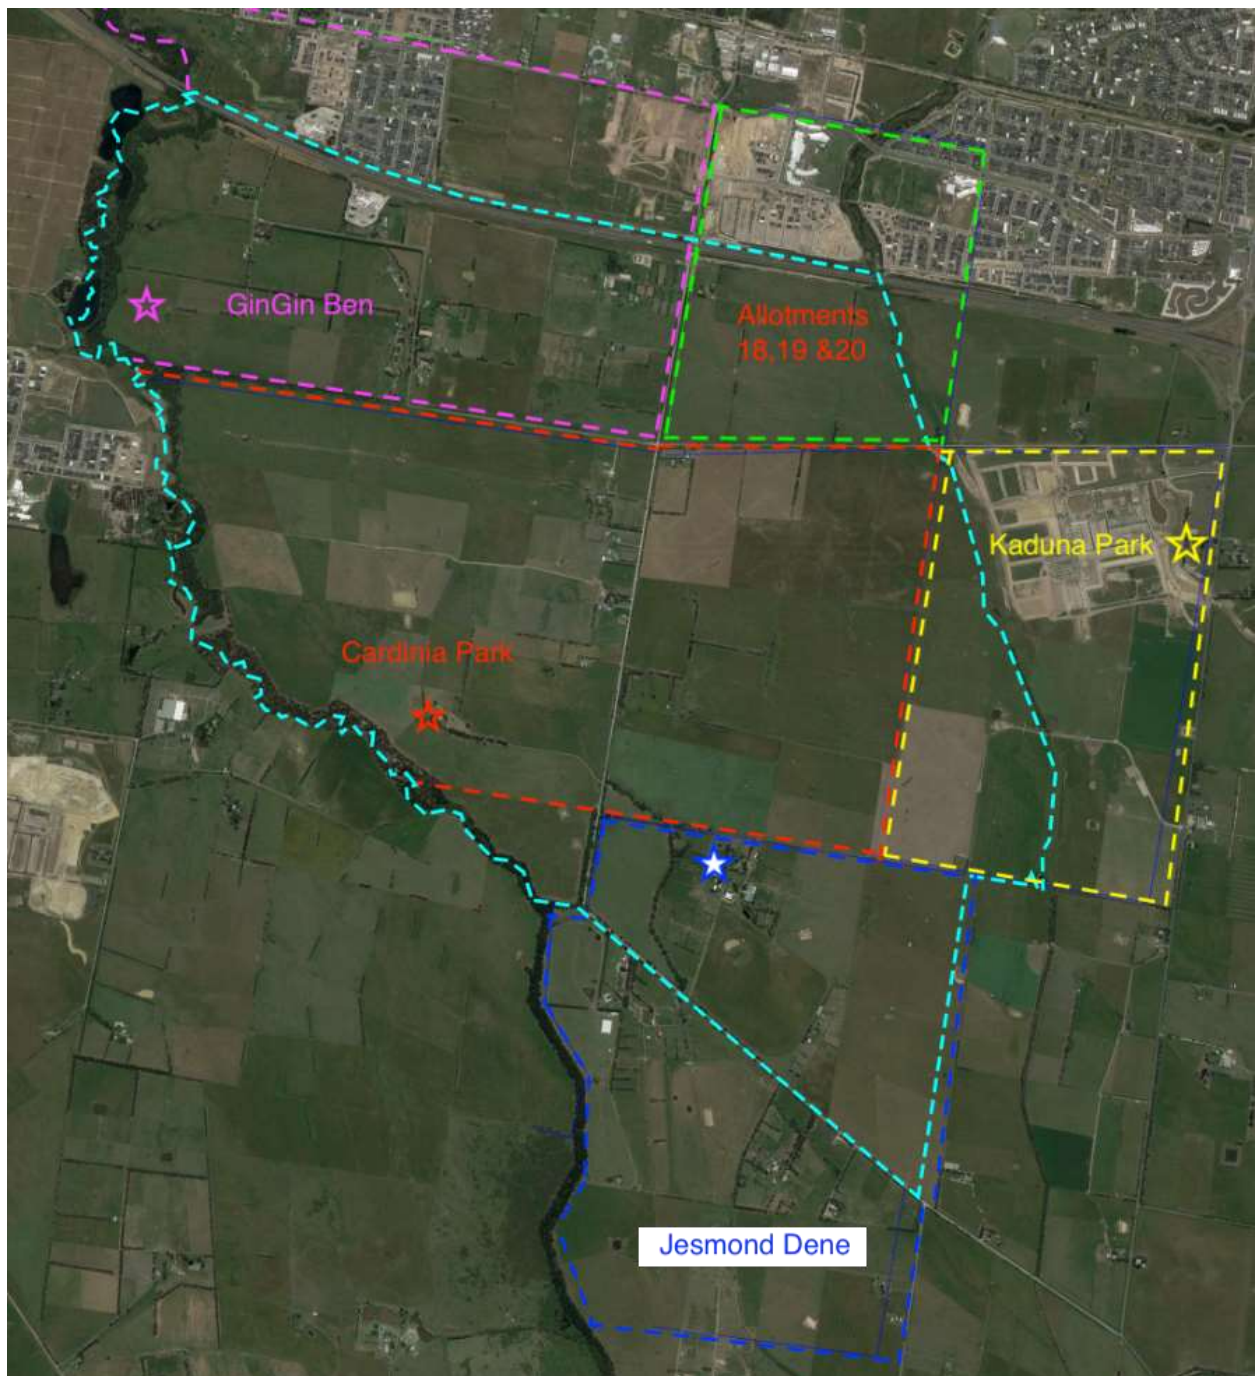 GinGin Ben
Allotments
18,19 &20
Kaduna Park
Cardinia Park
Jesmond Dene